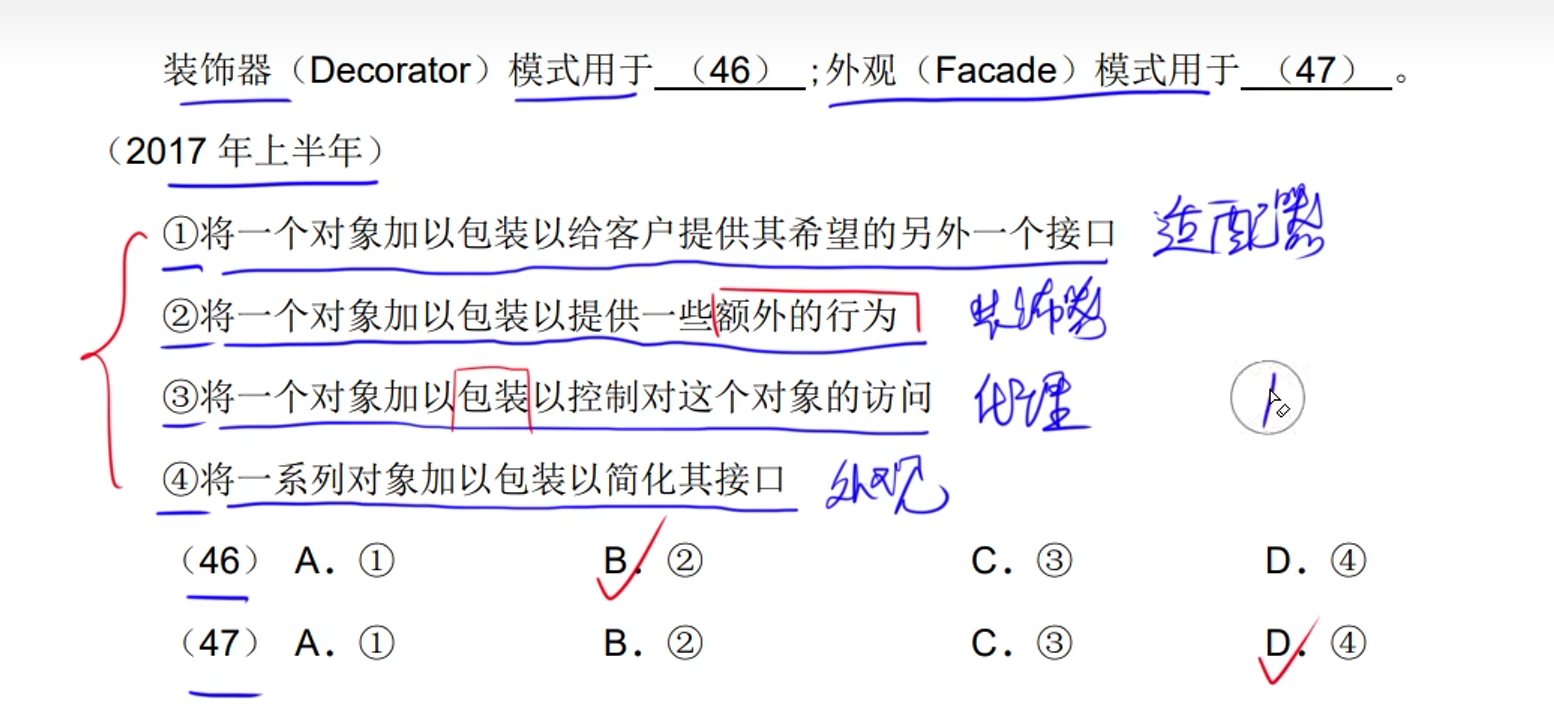 装饰器（Decorator）模式用于 （46） ;外观（Facade）模式用于 （47） 。
（2017 年上半年）
①将一个对象加以包装以给客户提供其希望的另外一个接口 适配器
②将一个对象加以包装以提供一些额外的行为 装饰器
③将一个对象加以包装以控制对这个对象的访问 代理
④将一系列对象加以包装以简化其接口 外观
（46） A．① B．② C．③ D．④
（47） A．① B．② C．③ D．④